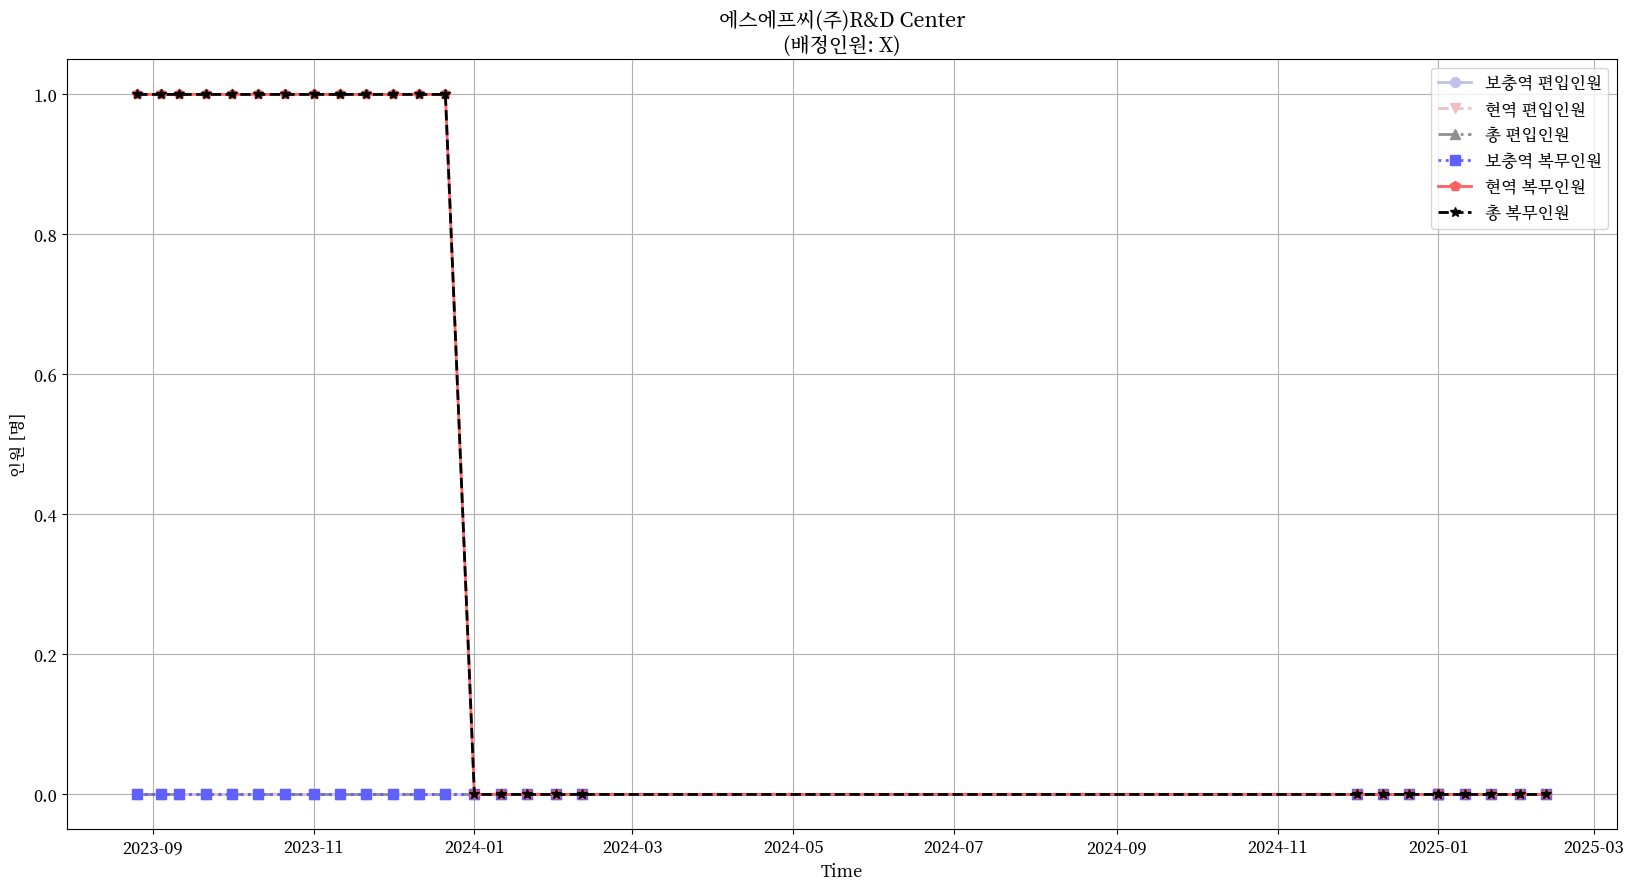 에스에프씨(주)R&D Center
(배정인원: X)
보충역 편입인원
현역 편입인원
총 편입인원
보충역 복무인원
현역 복무인원
총 복무인원
1.0
0.8
0.6
0.4
0.2
0.0
인원 [명]
2023-09
2023-11
2024-01
2024-03
2024-05
2024-07
2024-09
2024-11
2025-01
2025-03
Time